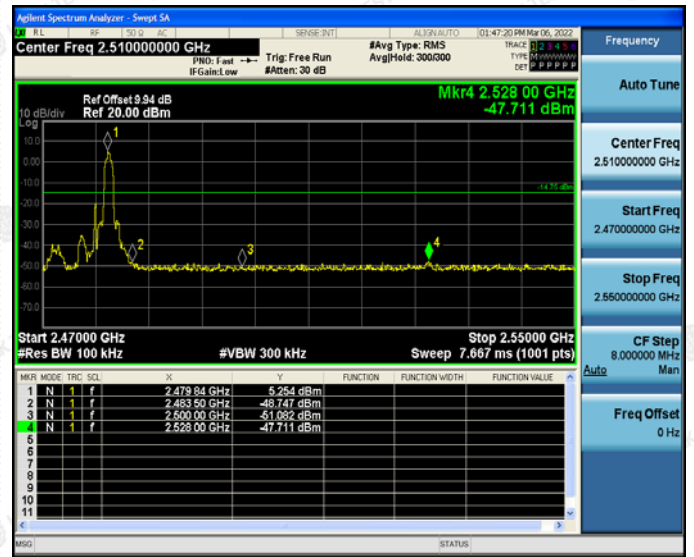 Agilent Spectrum Analyzer - Swept SA
RL RF 50 Ω AC SENSE:INT ALIGN AUTO 01:47:20 PM Mar 06, 2022
Center Freq 2.510000000 GHz
PNO: Fast
IFGain:Low
Trig: Free Run
#Atten: 30 dB
#Avg Type: RMS
Avg|Hold: 300/300
TRACE 1 2 3 4 5 6
TYPE
DET P P P P P P
Frequency
Mkr4 2.528 00 GHz
-47.711 dBm
Ref Offset 9.94 dB
Ref 20.00 dBm
10 dB/div
Log
10.0
0.00
-10.0
-20.0
-30.0
-40.0
-50.0
-60.0
-70.0
1
2
3
4
-14.75 dBm
Start 2.47000 GHz
Stop 2.55000 GHz
#Res BW 100 kHz
#VBW 300 kHz
Sweep 7.667 ms (1001 pts)
MKR MODE TRC SCL X Y FUNCTION FUNCTION WIDTH FUNCTION VALUE
1 N 1 f 2.479 84 GHz 5.254 dBm
2 N 1 f 2.483 50 GHz -48.747 dBm
3 N 1 f 2.500 00 GHz -51.082 dBm
4 N 1 f 2.528 00 GHz -47.711 dBm
5
6
7
8
9
10
11
MSG STATUS
Auto Tune
Center Freq
2.510000000 GHz
Start Freq
2.470000000 GHz
Stop Freq
2.550000000 GHz
CF Step
8.000000 MHz
Auto Man
Freq Offset
0 Hz